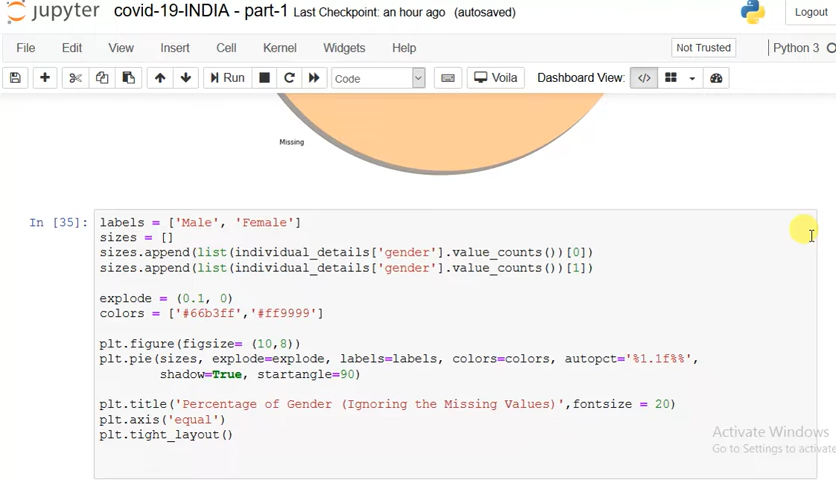 jupyter covid-19-INDIA - part-1 Last Checkpoint: an hour ago (autosaved) Logout
File Edit View Insert Cell Kernel Widgets Help Not Trusted Python 3
Run Code Voila Dashboard View:
Missing
In [35]: labels = ['Male', 'Female']
sizes = []
sizes.append(list(individual_details['gender'].value_counts())[0])
sizes.append(list(individual_details['gender'].value_counts())[1])
explode = (0.1, 0)
colors = ['#66b3ff','#ff9999']
plt.figure(figsize= (10,8))
plt.pie(sizes, explode=explode, labels=labels, colors=colors, autopct='%1.1f%%',
shadow=True, startangle=90)
plt.title('Percentage of Gender (Ignoring the Missing Values)',fontsize = 20)
plt.axis('equal')
plt.tight_layout()
Activate Windows
Go to Settings to activate